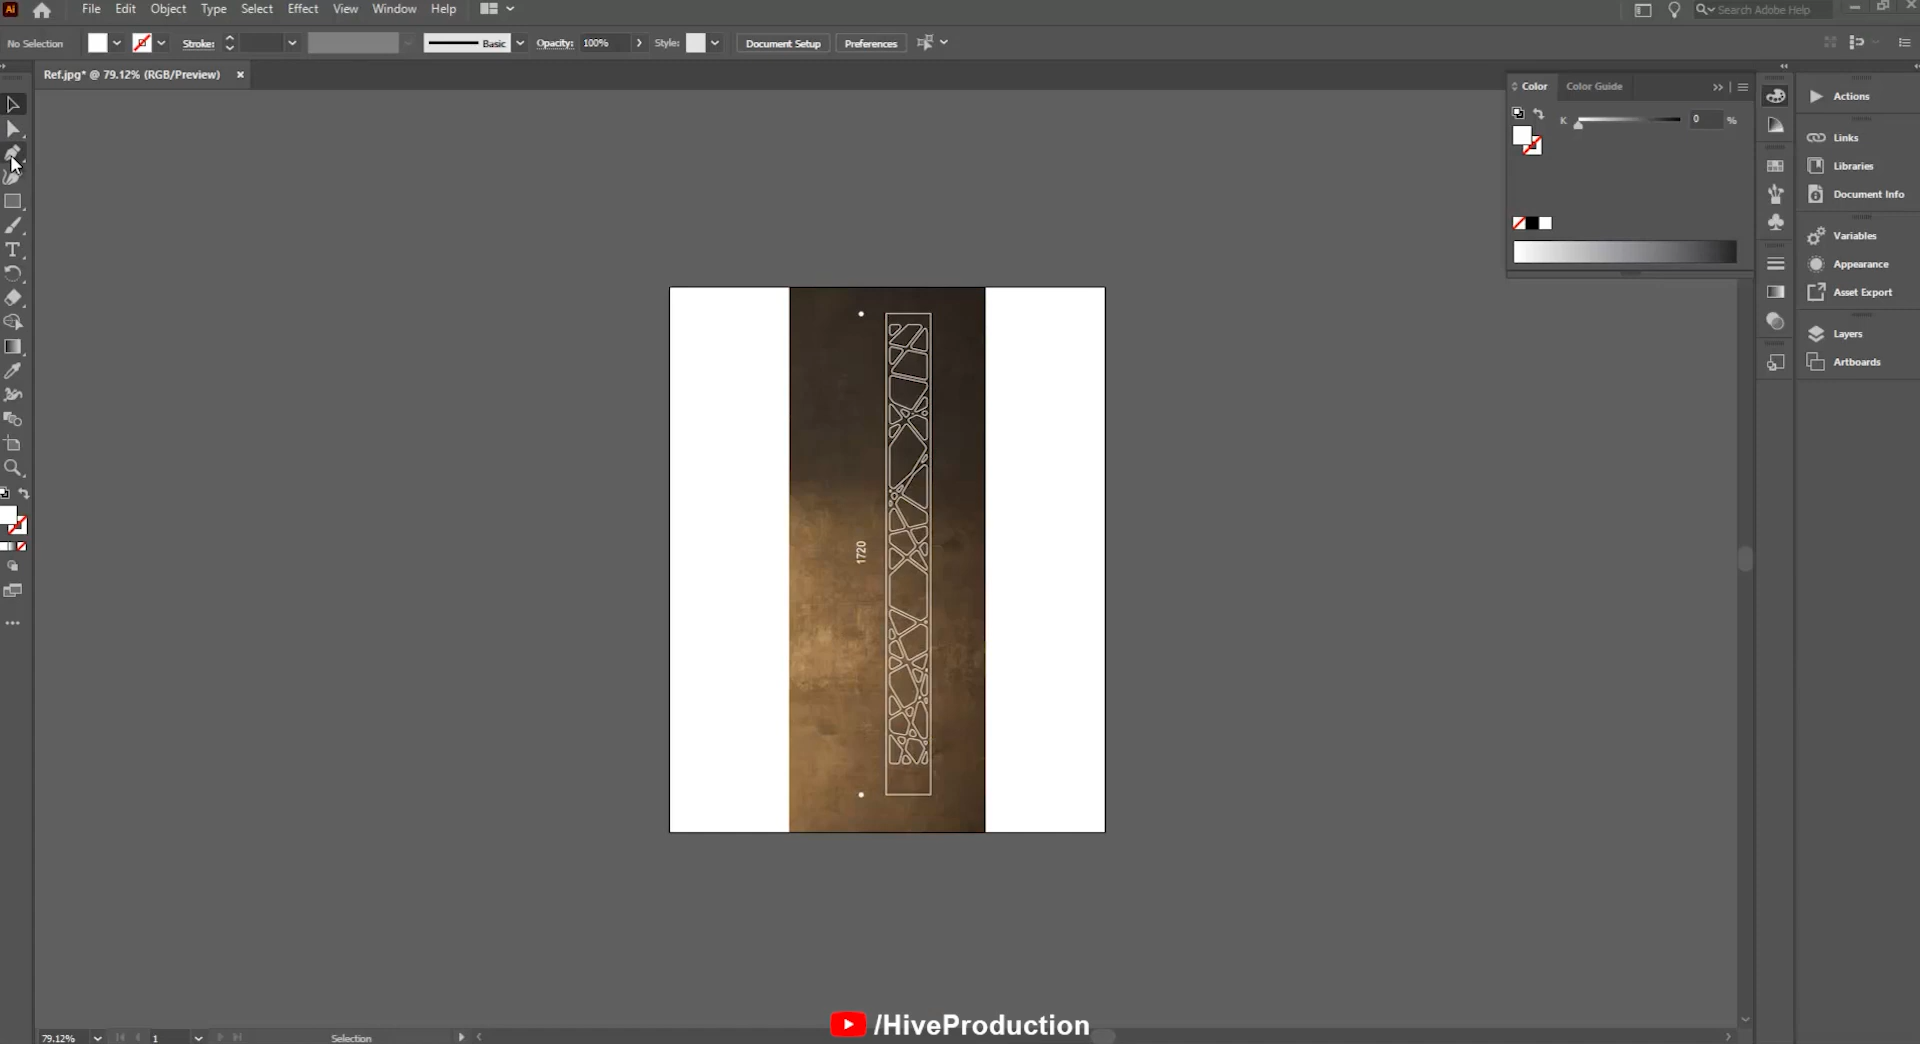 Ai File Edit Object Type Select Effect View Window Help Search Adobe Help
No Selection Stroke: Basic Opacity: 100% Style: Document Setup Preferences
Ref.jpg* @ 79.12% (RGB/Preview)
Color Color Guide
K 0 %
Actions
Links
Libraries
Document Info
Variables
Appearance
Asset Export
Layers
Artboards
1720
/HiveProduction
79.12% 1 Selection